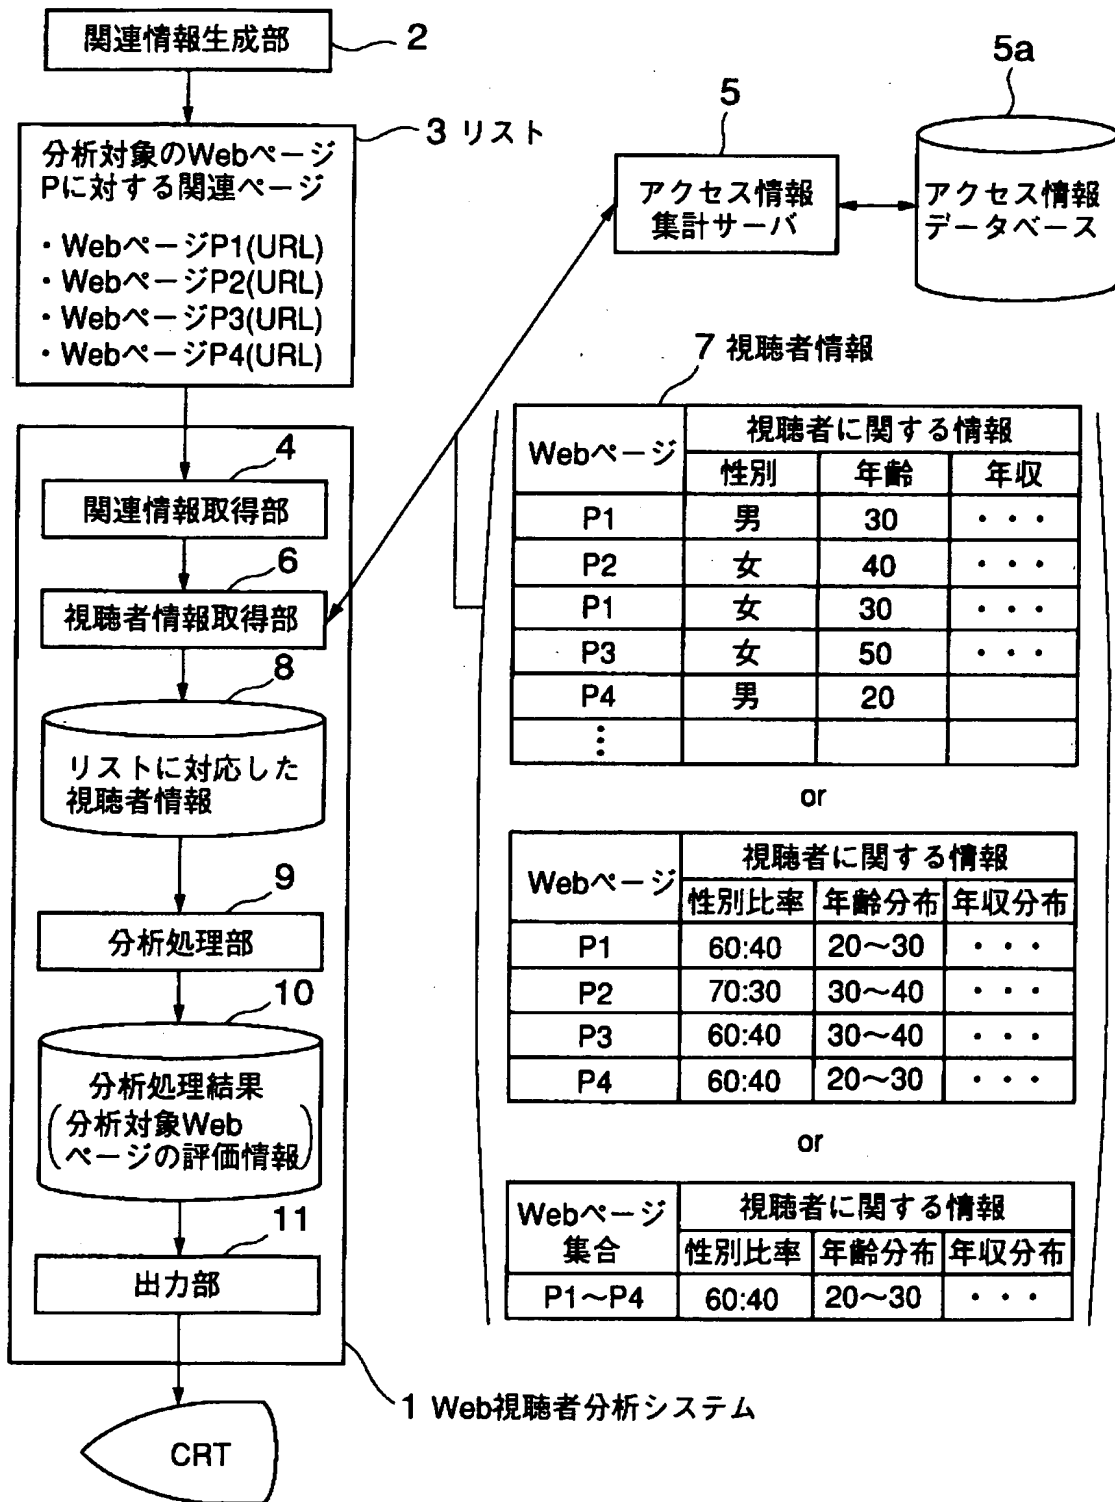 関連情報生成部
2
3 リスト
分析対象のWebページ
Pに対する関連ページ
・WebページP1(URL)
・WebページP2(URL)
・WebページP3(URL)
・WebページP4(URL)
5
アクセス情報
集計サーバ
5a
アクセス情報
データベース
4
関連情報取得部
6
視聴者情報取得部
8
リストに対応した
視聴者情報
9
分析処理部
10
分析処理結果
(分析対象Web
ページの評価情報)
11
出力部
1 Web視聴者分析システム
CRT
7 視聴者情報
Webページ 視聴者に関する情報
性別 年齢 年収
P1 男 30 ・・・
P2 女 40 ・・・
P1 女 30 ・・・
P3 女 50 ・・・
P4 男 20
⋮
or
Webページ 視聴者に関する情報
性別比率 年齢分布 年収分布
P1 60:40 20〜30 ・・・
P2 70:30 30〜40 ・・・
P3 60:40 30〜40 ・・・
P4 60:40 20〜30 ・・・
or
Webページ
集合
視聴者に関する情報
性別比率 年齢分布 年収分布
P1〜P4 60:40 20〜30 ・・・